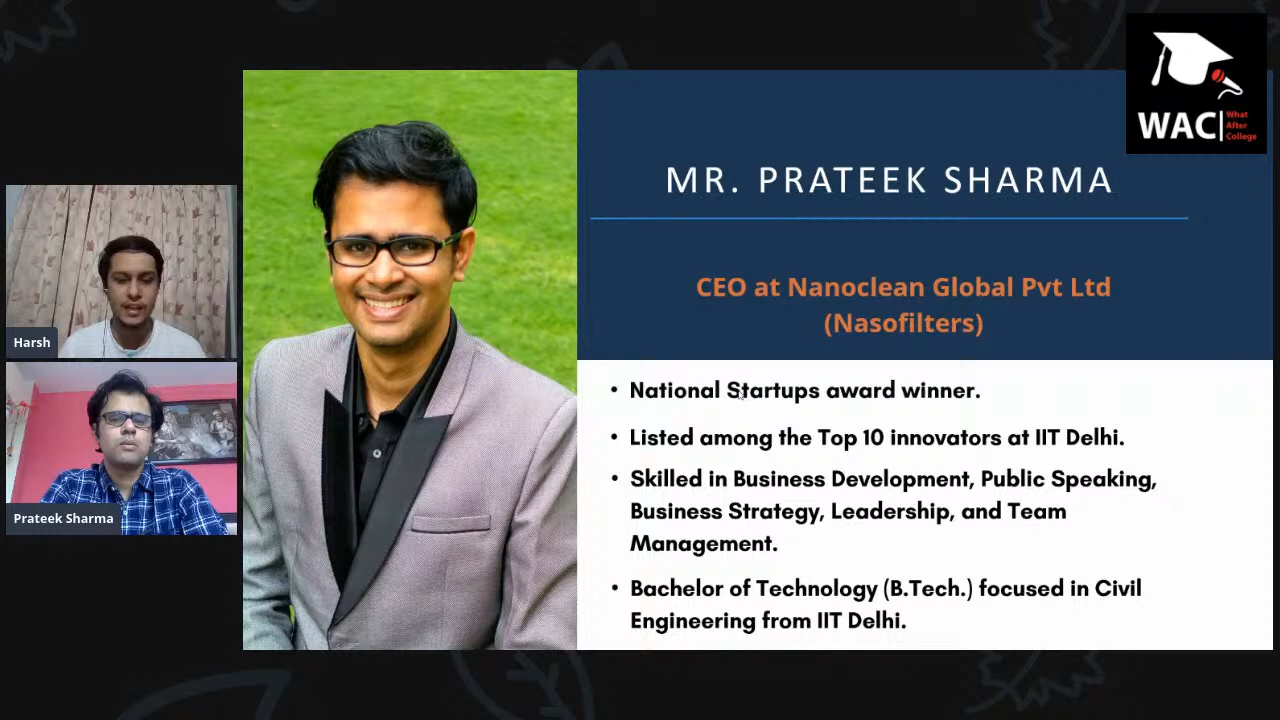 WAC
What
After
College
MR. PRATEEK SHARMA
CEO at Nanoclean Global Pvt Ltd
(Nasofilters)
Harsh
Prateek Sharma
• National Startups award winner.
• Listed among the Top 10 innovators at IIT Delhi.
• Skilled in Business Development, Public Speaking,
Business Strategy, Leadership, and Team
Management.
• Bachelor of Technology (B.Tech.) focused in Civil
Engineering from IIT Delhi.